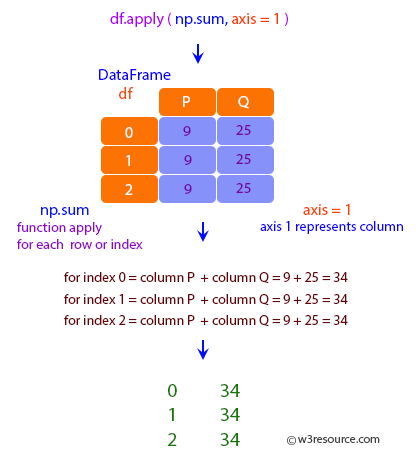 df.apply ( np.sum, axis = 1 )
DataFrame
df
P Q
0 9 25
1 9 25
2 9 25
np.sum
axis = 1
function apply
for each row or index
axis 1 represents column
for index 0 = column P + column Q = 9 + 25 = 34
for index 1 = column P + column Q = 9 + 25 = 34
for index 2 = column P + column Q = 9 + 25 = 34
0 34
1 34
2 34
© w3resource.com